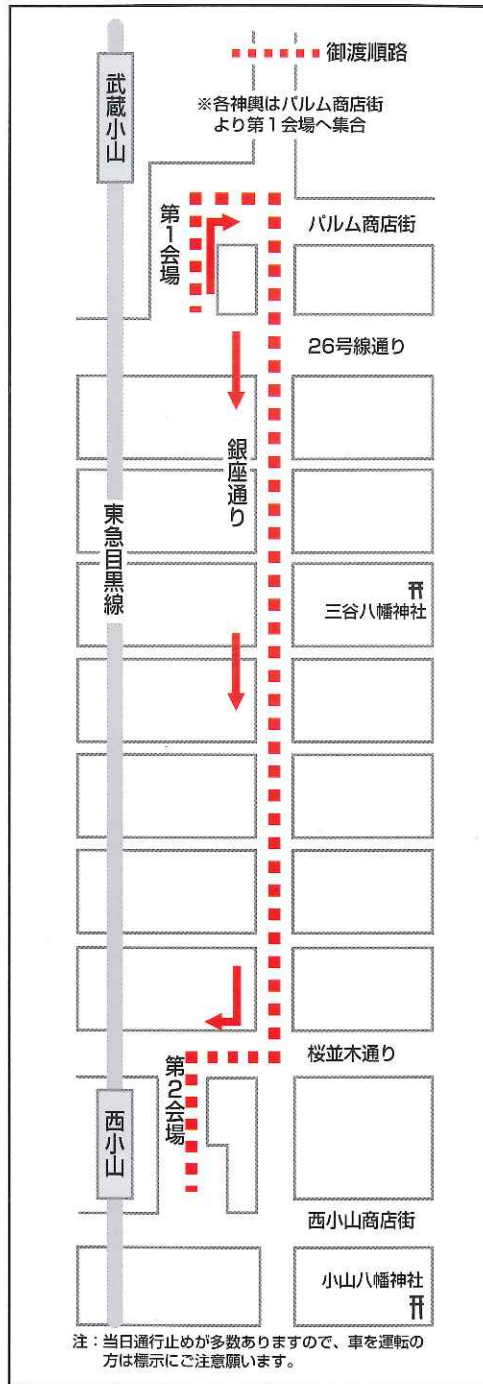 御渡順路
武蔵小山
※各神輿はパルム商店街
より第1会場へ集合
第1会場
パルム商店街
26号線通り
銀座通り
東急目黒線
三谷八幡神社
桜並木通り
第2会場
西小山
西小山商店街
小山八幡神社
注：当日通行止めが多数ありますので、車を運転の
方は標示にご注意願います。